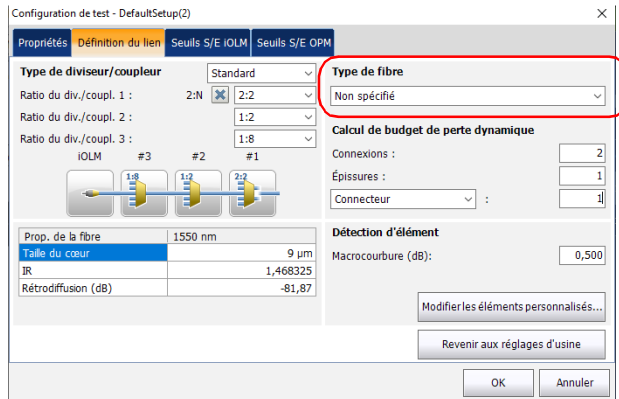 Configuration de test - DefaultSetup(2)
Propriétés Définition du lien Seuils S/E iOLM Seuils S/E OPM
Type de diviseur/coupleur Standard
Ratio du div./coupl. 1 : 2:N 2:2
Ratio du div./coupl. 2 : 1:2
Ratio du div./coupl. 3 : 1:8
iOLM #3 #2 #1
1:8 1:2 2:2
Prop. de la fibre 1550 nm
Taille du cœur 9 µm
IR 1,468325
Rétrodiffusion (dB) -81,87
Type de fibre
Non spécifié
Calcul de budget de perte dynamique
Connexions : 2
Épissures : 1
Connecteur : 1
Détection d'élément
Macrocourbure (dB): 0,500
Modifier les éléments personnalisés...
Revenir aux réglages d'usine
OK Annuler